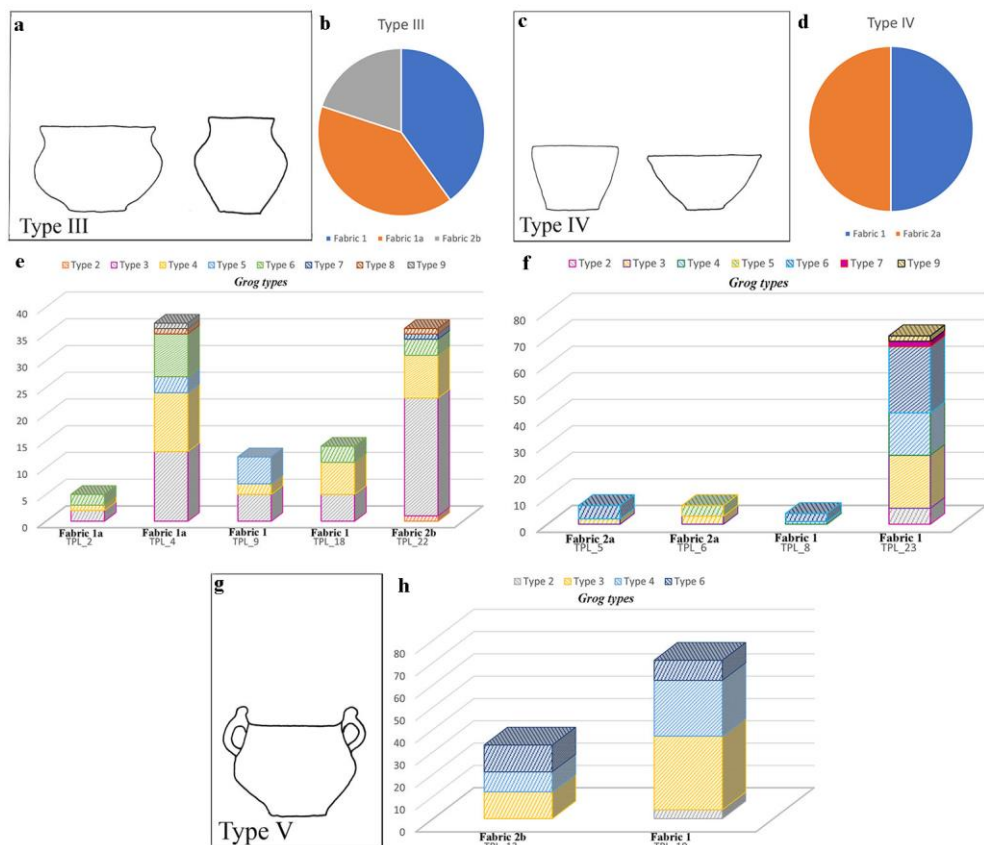 a
Type III
b
Type III
Fabric 1 Fabric 1a Fabric 2b
c
Type IV
d
Type IV
Fabric 1 Fabric 2a
e
Type 2 Type 3 Type 4 Type 5 Type 6 Type 7 Type 8 Type 9
Grog types
40
35
30
25
20
15
10
5
0
Fabric 1a Fabric 1a Fabric 1 Fabric 1 Fabric 2b
TPL_2 TPL_4 TPL_9 TPL_18 TPL_22
f
Type 2 Type 3 Type 4 Type 5 Type 6 Type 7 Type 9
Grog types
80
70
60
50
40
30
20
10
0
Fabric 2a Fabric 2a Fabric 1 Fabric 1
TPL_5 TPL_6 TPL_8 TPL_23
g
Type V
h
Type 2 Type 3 Type 4 Type 6
Grog types
80
70
60
50
40
30
20
10
0
Fabric 2b Fabric 1